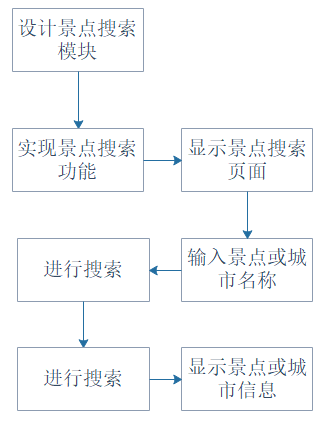 设计景点搜索
模块
实现景点搜索
功能
显示景点搜索
页面
输入景点或城
市名称
进行搜索
进行搜索
显示景点或城
市信息